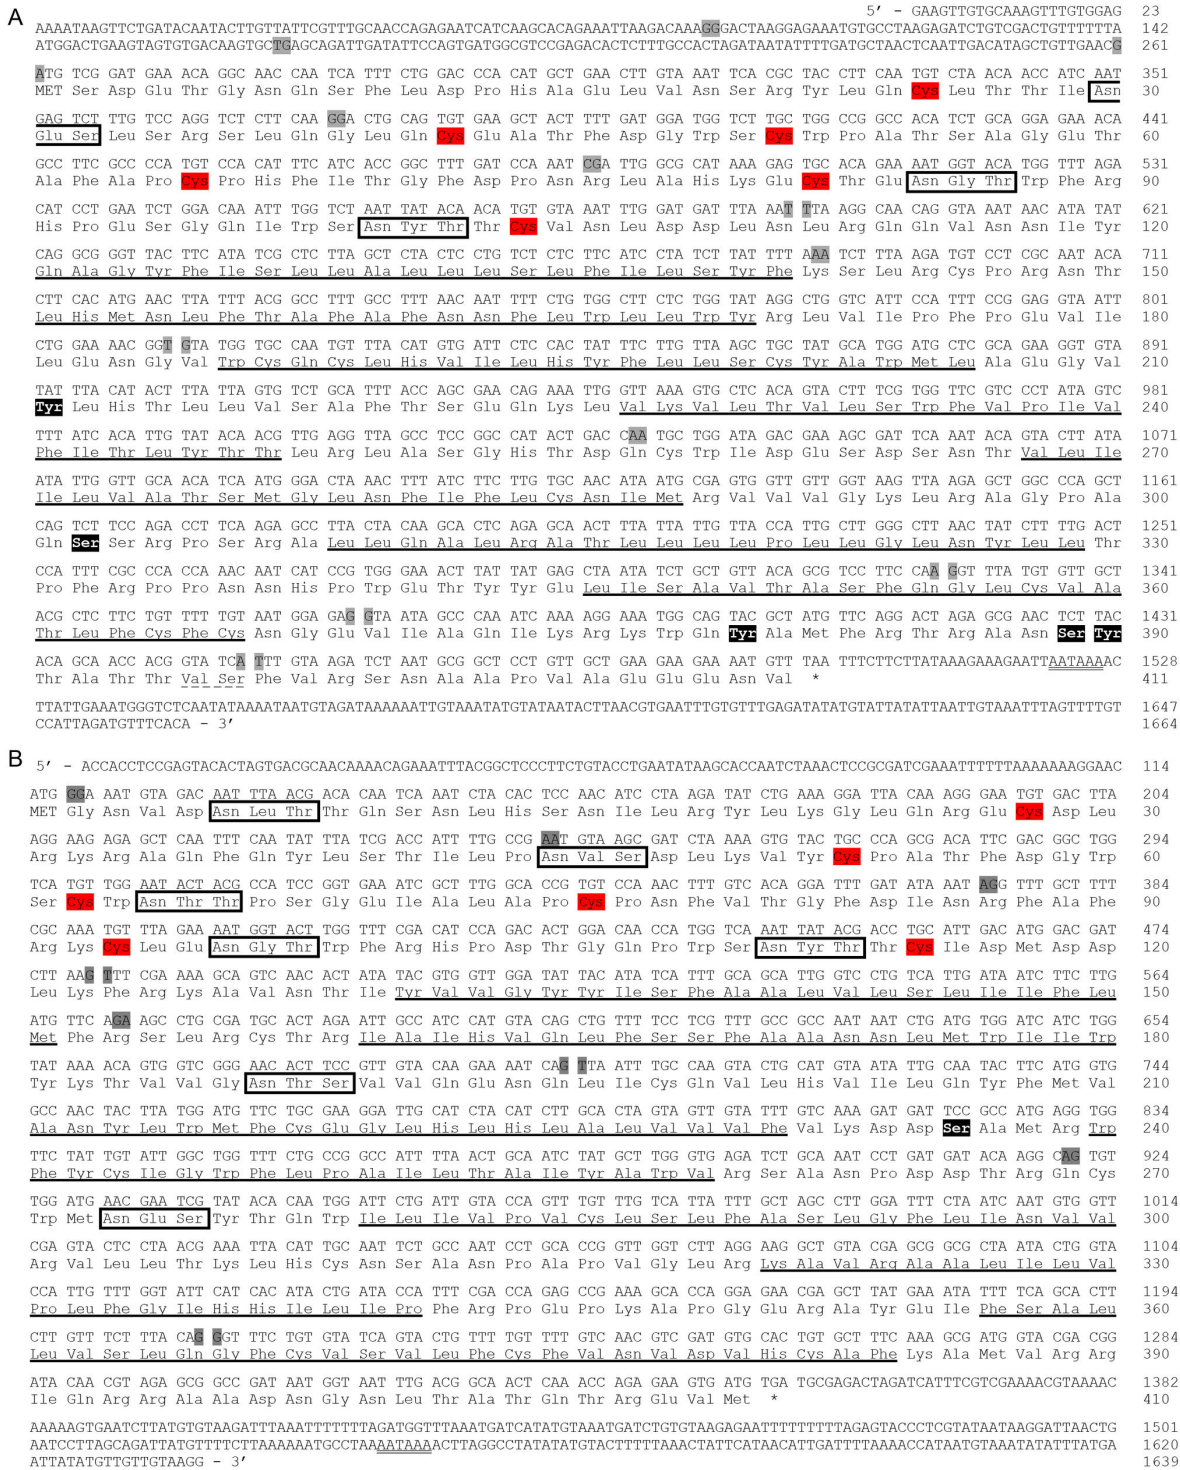 A
5′ - GAAGTTGTGCAAAGTTTGTGGAG 23
AAAATAAGTTCTGATACAATACTTGTTATTCGTTTGCAACCAGAGAATCATCAAGCACAGAAATTAAGACAAAGGGGACTAAGGAGAAATGTGCCTAAGAGATCTGTCGACTGTTTTTTA 142
ATGGACTGAAGTAGTGTGACAAGTGCTGAGCAGATTGATATTCCAGTGATGGCGTCCGAGACACTCTTTGCCACTAGATAATATTTTGATGCTAACTCAATTGACATAGCTGTTGAACG 261
ATG TCG GAT GAA ACA GGC AAC CAA TCA TTT CTG GAC CCA CAT GCT GAA CTT GTA AAT TCA CGC TAC CTT CAA TGT CTA ACA ACC ATC AAT 351
MET Ser Asp Glu Thr Gly Asn Gln Ser Phe Leu Asp Pro His Ala Glu Leu Val Asn Ser Arg Tyr Leu Gln Cys Leu Thr Thr Ile Asn 30
GAG TCT TTG TCC AGG TCT CTT CAA GGA CTG CAG TGT GAA GCT ACT TTT GAT GGA TGG TCT TGC TGG CCG GCC ACA TCT GCA GGA GAA ACA 441
Glu Ser Leu Ser Arg Ser Leu Gln Gly Leu Gln Cys Glu Ala Thr Phe Asp Gly Trp Ser Cys Trp Pro Ala Thr Ser Ala Gly Glu Thr 60
GCC TTC GCC CCA TGT CCA CAT TTC ATC ACC GGC TTT GAT CCA AAT CGA TTG GCG CAT AAA GAG TGC ACA GAA AAT GGT ACA TGG TTT AGA 531
Ala Phe Ala Pro Cys Pro His Phe Ile Thr Gly Phe Asp Pro Asn Arg Leu Ala His Lys Glu Cys Thr Glu Asn Gly Thr Trp Phe Arg 90
CAT CCT GAA TCT GGA CAA ATT TGG TCT AAT TAT ACA ACA TGT GTA AAT TTG GAT GAT TTA AAT TTA AGG CAA CAG GTA AAT AAC ATA TAT 621
His Pro Glu Ser Gly Gln Ile Trp Ser Asn Tyr Thr Thr Cys Val Asn Leu Asp Asp Leu Asn Leu Arg Gln Gln Val Asn Asn Ile Tyr 120
CAG GCG GGT TAC TTC ATA TCG CTC TTA GCT CTA CTC CTG TCT CTC TTC ATC CTA TCT TAT TTT AAA TCT TTA AGA TGT CCT CGC AAT ACA 711
Gln Ala Gly Tyr Phe Ile Ser Leu Leu Ala Leu Leu Leu Ser Leu Phe Ile Leu Ser Tyr Phe Lys Ser Leu Arg Cys Pro Arg Asn Thr 150
CTT CAC ATG AAC TTA TTT ACG GCC TTT GCC TTT AAC AAT TTT CTG TGG CTT CTC TGG TAT AGG CTG GTC ATT CCA TTT CCG GAG GTA ATT 801
Leu His Met Asn Leu Phe Thr Ala Phe Ala Phe Asn Asn Phe Leu Trp Leu Leu Trp Tyr Arg Leu Val Ile Pro Phe Pro Glu Val Ile 180
CTG GAA AAC GGT GTA TGG TGC CAA TGT TTA CAT GTG ATT CTC CAC TAT TTC TTG TTA AGC TGC TAT GCA TGG ATG CTC GCA GAA GGT GTA 891
Leu Glu Asn Gly Val Trp Cys Gln Cys Leu His Val Ile Leu His Tyr Phe Leu Leu Ser Cys Tyr Ala Trp Met Leu Ala Glu Gly Val 210
TAT TTA CAT ACT TTA TTA GTG TCT GCA TTT ACC AGC GAA CAG AAA TTG GTT AAA GTG CTC ACA GTA CTT TCG TGG TTC GTC CCT ATA GTC 981
Tyr Leu His Thr Leu Leu Val Ser Ala Phe Thr Ser Glu Gln Lys Leu Val Lys Val Leu Thr Val Leu Ser Trp Phe Val Pro Ile Val 240
TTT ATC ACA TTG TAT ACA ACG TTG AGG TTA GCC TCC GGC CAT ACT GAC CAA TGC TGG ATA GAC GAA AGC GAT TCA AAT ACA GTA CTT ATA 1071
Phe Ile Thr Leu Tyr Thr Thr Leu Arg Leu Ala Ser Gly His Thr Asp Gln Cys Trp Ile Asp Glu Ser Asp Ser Asn Thr Val Leu Ile 270
ATA TTG GTT GCA ACA TCA ATG GGA CTA AAC TTT ATC TTC TTG TGC AAC ATA ATG CGA GTG GTT GTT GGT AAG TTA AGA GCT GGC CCA GCT 1161
Ile Leu Val Ala Thr Ser Met Gly Leu Asn Phe Ile Phe Leu Cys Asn Ile Met Arg Val Val Val Gly Lys Leu Arg Ala Gly Pro Ala 300
CAG TCT TCC AGA CCT TCA AGA GCC TTA CTA CAA GCA CTC AGA GCA ACT TTA TTA TTG TTA CCA TTG CTT GGG CTT AAC TAT CTT TTG ACT 1251
Gln Ser Ser Arg Pro Ser Arg Ala Leu Leu Gln Ala Leu Arg Ala Thr Leu Leu Leu Leu Pro Leu Leu Gly Leu Asn Tyr Leu Leu Thr 330
CCA TTT CGC CCA CCA AAC AAT CAT CCG TGG GAA ACT TAT TAT GAG CTA ATA TCT GCT GTT ACA GCG TCC TTC CAA GGT TTA TGT GTT GCT 1341
Pro Phe Arg Pro Pro Asn Asn His Pro Trp Glu Thr Tyr Tyr Glu Leu Ile Ser Ala Val Thr Ala Ser Phe Gln Gly Leu Cys Val Ala 360
ACG CTC TTC TGT TTT TGT AAT GGA GAG GTA ATA GCC CAA ATC AAA AGG AAA TGG CAG TAC GCT ATG TTC AGG ACT AGA GCG AAC TCT TAC 1431
Thr Leu Phe Cys Phe Cys Asn Gly Glu Val Ile Ala Gln Ile Lys Arg Lys Trp Gln Tyr Ala Met Phe Arg Thr Arg Ala Asn Ser Tyr 390
ACA GCA ACC ACG GTA TCA TTT GTA AGA TCT AAT GCG GCT CCT GTT GCT GAA GAA GAA AAT GTT TAA TTTCTTCTTATAAAGAAAGAATTAATAAAAC 1528
Thr Ala Thr Thr Val Ser Phe Val Arg Ser Asn Ala Ala Pro Val Ala Glu Glu Glu Asn Val * 411
TTATTGAAATGGGTCTCAATATAAAATAATGTAGATAAAAAATTGTAAATATGTATAATACTTAACGTGAATTTGTGTTTGAGATATATGTATTATATTAATTGTAAATTTAGTTTTGT 1647
CCATTAGATGTTTCACA - 3′ 1664
B
5′ - ACCACCTCCGAGTACACTAGTGACGCAACAAAACAGAAATTTACGGCTCCCTTCTGTACCTGAATATAAGCACCAATCTAAACTCCGCGATCGAAATTTTTTAAAAAAAGGAAC 114
ATG GGA AAT GTA GAC AAT TTA ACG ACA CAA TCA AAT CTA GAC TCC AAC ATC CTA AGA TAT CTG AAA GGA TTA CAA AGG GAA TGT GAC TTA 204
MET Gly Asn Val Asp Asn Leu Thr Thr Gln Ser Asn Leu His Ser Asn Ile Leu Arg Tyr Leu Lys Gly Leu Gln Arg Glu Cys Asp Leu 30
AGG AAG AGA GCT CAA TTT CAA TAT TTA TCG ACC ATT TTG CCG AAT GTA AGC GAT CTA AAA GTG TAC TGC CCA GCG ACA TTC GAC GGC TGG 294
Arg Lys Arg Ala Gln Phe Gln Tyr Leu Ser Thr Ile Leu Pro Asn Val Ser Asp Leu Lys Val Tyr Cys Pro Ala Thr Phe Asp Gly Trp 60
TCA TGT TGG AAT ACT ACG CCA TCC GGT GAA ATC GCT TTG GCA CCG TGT CCA AAC TTT GTC ACA GGA TTT GAT ATA AAT AGG TTT GCT TTT 384
Ser Cys Trp Asn Thr Thr Pro Ser Gly Glu Ile Ala Leu Ala Pro Cys Pro Asn Phe Val Thr Gly Phe Asp Ile Asn Arg Phe Ala Phe 90
CGC AAA TGT TTA GAA AAT GGT ACT TGG TTC CGA CAT CCA GAC ACT GGA CAA CCA TGG TCA AAT TAT ACG ACC TGC ATT GAC ATG GAC GAT 474
Arg Lys Cys Leu Glu Asn Gly Thr Trp Phe Arg His Pro Asp Thr Gly Gln Pro Trp Ser Asn Tyr Thr Thr Cys Ile Asp Met Asp Asp 120
CTT AAG TTT CGA AAA GCA GTC AAC ACT ATA TAC GTG GTT GGA TAT TAC ATA TCA TTT GCA GCA TTG GTC CTG TCA TTG ATA ATC TTC TTG 564
Leu Lys Phe Arg Lys Ala Val Asn Thr Ile Tyr Val Val Gly Tyr Tyr Ile Ser Phe Ala Ala Leu Val Leu Ser Leu Ile Ile Phe Leu 150
ATG TTC AGA AGC CTG CGA TGC ACT AGA ATT GCC ATC CAT GTA CAG CTG TTT TCC TCG TTT GCC GCC AAT AAT CTG ATG TGG ATC ATC TGG 654
Met Phe Arg Ser Leu Arg Cys Thr Arg Ile Ala Ile His Val Gln Leu Phe Ser Ser Phe Ala Ala Asn Asn Leu Met Trp Ile Ile Trp 180
TAT AAA ACA GTG GTC GGG AAC ACT TCC GTT GTA CAA GAA AAT CAG TTA ATT TGC CAA GTA CTG CAT GTA ATA TTG CAA TAC TTC ATG GTG 744
Tyr Lys Thr Val Val Gly Asn Thr Ser Val Val Gln Glu Asn Gln Leu Ile Cys Gln Val Leu His Val Ile Leu Gln Tyr Phe Met Val 210
GCC AAC TAC TTA TGG ATG TTC TGC GAA GGA TTG CAT CTA CAT CTT GCA CTA GTA GTT GTA TTT GTC AAA GAT GAT TCC GCC ATG AGG TGG 834
Ala Asn Tyr Leu Trp Met Phe Cys Glu Gly Leu His Leu His Leu Ala Leu Val Val Val Phe Val Lys Asp Asp Ser Ala Met Arg Trp 240
TTC TAT TGT ATT GGC TGG TTT CTG CCG GCC ATT TTA ACT GCA ATC TAT GCT TGG GTG AGA TCT GCA AAT CCT GAT GAT ACA AGG CAG TGT 924
Phe Tyr Cys Ile Gly Trp Phe Leu Pro Ala Ile Leu Thr Ala Ile Tyr Ala Trp Val Arg Ser Ala Asn Pro Asp Asp Thr Arg Gln Cys 270
TGG ATG AAC GAA TCG TAT ACA CAA TGG ATT CTG ATT GTA CCA GTT TGT TTG TCA TTA TTT GCT AGC CTT GGA TTT CTA ATC AAT GTG GTT 1014
Trp Met Asn Glu Ser Tyr Thr Gln Trp Ile Leu Ile Val Pro Val Cys Leu Ser Leu Phe Ala Ser Leu Gly Phe Leu Ile Asn Val Val 300
CGA GTA CTC CTA ACG AAA TTA CAT TGC AAT TCT GCC AAT CCT GCA CCG GTT GGT CTT AGG AAG GCT GTA CGA GCG GCG CTA ATA CTG GTA 1104
Arg Val Leu Leu Thr Lys Leu His Cys Asn Ser Ala Asn Pro Ala Pro Val Gly Leu Arg Lys Ala Val Arg Ala Ala Leu Ile Leu Val 330
CCA TTG TTT GGT ATT CAT CAC ATA CTG ATA CCA TTT CGA CCA GAG CCG AAA GCA CCA GGA GAA CGA GCT TAT GAA ATA TTT TCA GCA CTT 1194
Pro Leu Phe Gly Ile His His Ile Leu Ile Pro Phe Arg Pro Glu Pro Lys Ala Pro Gly Glu Arg Ala Tyr Glu Ile Phe Ser Ala Leu 360
CTT GTT TCT TTA CAG GGT TTC TGT GTA TCA GTA CTG TTT TGT TTT GTC AAC GTC GAT GTG CAC TGT GCT TTC AAA GCG ATG GTA CGA CGG 1284
Leu Val Ser Leu Gln Gly Phe Cys Val Ser Val Leu Phe Cys Phe Val Asn Val Asp Val His Cys Ala Phe Lys Ala Met Val Arg Arg 390
ATA CAA CGT AGA GCG GCC GAT AAT GGT AAT TTG ACG GCA ACT CAA ACC AGA GAA GTG ATG TGA TGCGAGACTAGATCATTTCGTCGAAAACGTAAAAC 1382
Ile Gln Arg Arg Ala Ala Asp Asn Gly Asn Leu Thr Ala Thr Gln Thr Arg Glu Val Met * 410
AAAAAGTGAATCTTATGTGTAAGATTTAAATTTTTTTAGATGGTTTAAATGATCATATGTAAATGATCTGTGTAAGAGAATTTTTTTTTAGAGTACCCTCGTATAATAAGGATTAACTG 1501
AATCCTTAGCAGATTATGTTTTCTTAAAAAATGCCTAAAATAAAACTTAGGCCTATATATGTACTTTTTAAACTATTCATAACATTGATTTTAAAACCATAATGTAAATATATTTATGA 1620
ATTATATGTTGTTGTAAGG - 3′ 1639